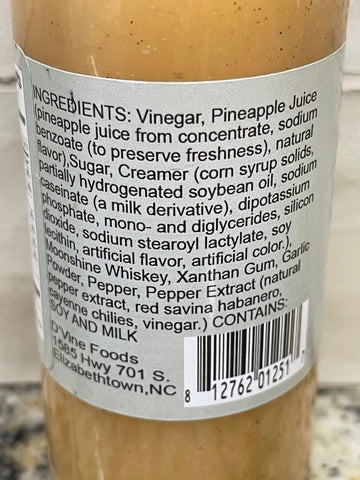 INGREDIENTS: Vinegar, Pineapple Juice
(pineapple juice from concentrate, sodium
benzoate (to preserve freshness), natural
flavor),Sugar, Creamer (corn syrup solids,
partially hydrogenated soybean oil, sodium
caseinate (a milk derivative), dipotassium
phosphate, mono- and diglycerides, silicon
dioxide, sodium stearoyl lactylate, soy
lecithin, artificial flavor, artificial color.),
Moonshine Whiskey, Xanthan Gum, Garlic
Powder, Pepper, Pepper Extract (natural
pepper extract, red savina habanero,
cayenne chilies, vinegar.) CONTAINS:
SOY AND MILK
D'Vine Foods
1585 Hwy 701 S.
Elizabethtown,NC
8 12762 01251 7